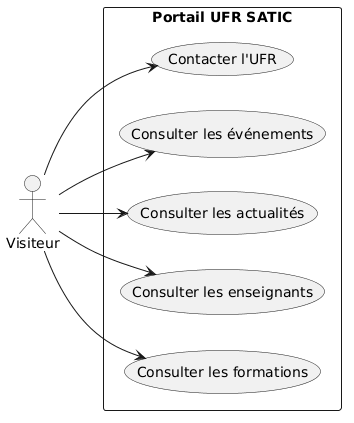 Portail UFR SATIC
Contacter l'UFR
Consulter les événements
Consulter les actualités
Visiteur
Consulter les enseignants
Consulter les formations